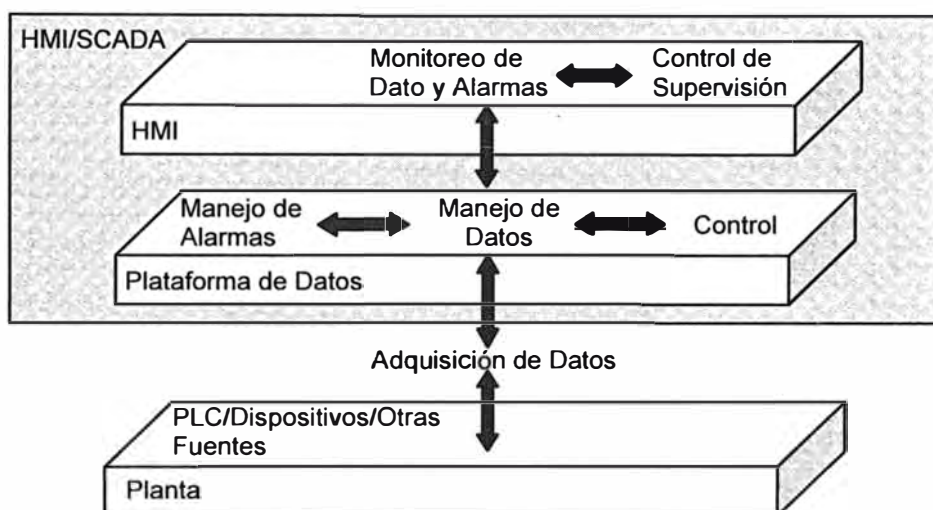 HMI/SCADA
Monitoreo de
Dato y Alarmas
Control de
Supervisión
HMI
Manejo de
Alarmas
Manejo de
Datos
Control
Plataforma de Datos
Adquisición de Datos
PLC/Dispositivos/Otras
Fuentes
Planta